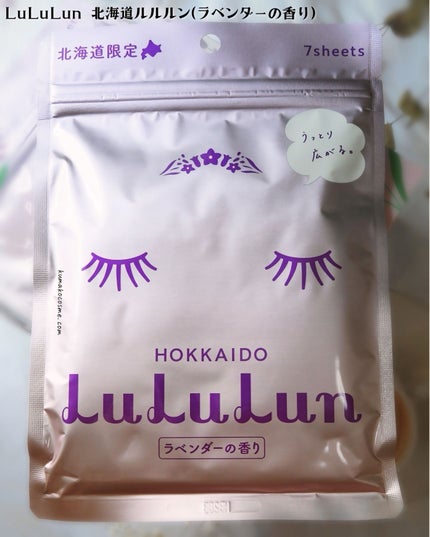 LuLuLun 北海道ルルルン(ラベンダーの香り)
北海道限定
7sheets
うっとり
広がる。
kumakocosme.com
HOKKAIDO
LuLuLun
ラベンダーの香り